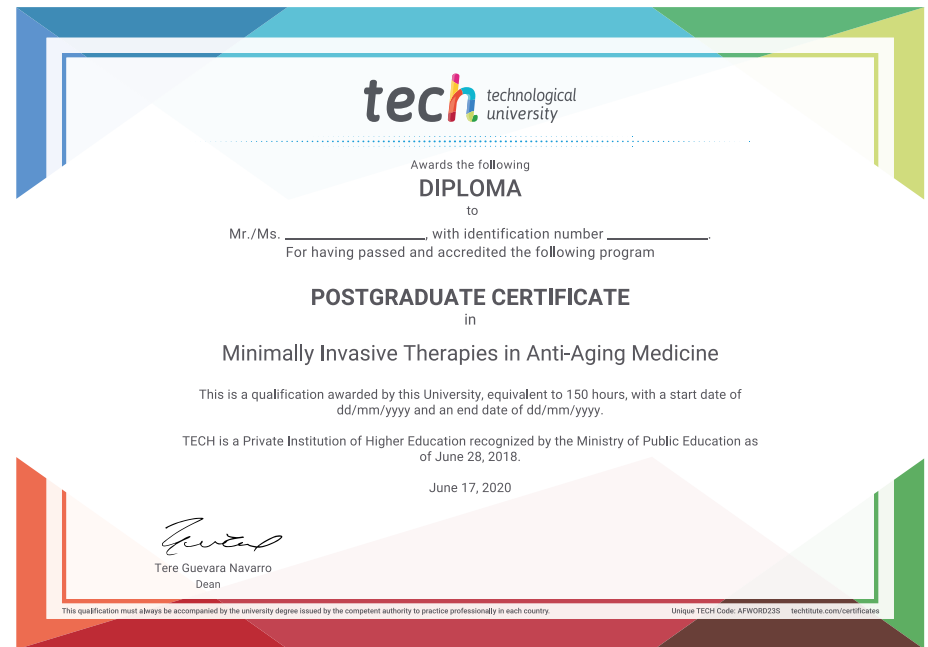 tech technological
university
Awards the following
DIPLOMA
to
Mr./Ms. ____________, with identification number ____________.
For having passed and accredited the following program
POSTGRADUATE CERTIFICATE
in
Minimally Invasive Therapies in Anti-Aging Medicine
This is a qualification awarded by this University, equivalent to 150 hours, with a start date of
dd/mm/yyyy and an end date of dd/mm/yyyy.
TECH is a Private Institution of Higher Education recognized by the Ministry of Public Education as
of June 28, 2018.
June 17, 2020
Tere Guevara Navarro
Dean
This qualification must always be accompanied by the university degree issued by the competent authority to practice professionally in each country.
Unique TECH Code: AFWORD23S techtitute.com/certificates